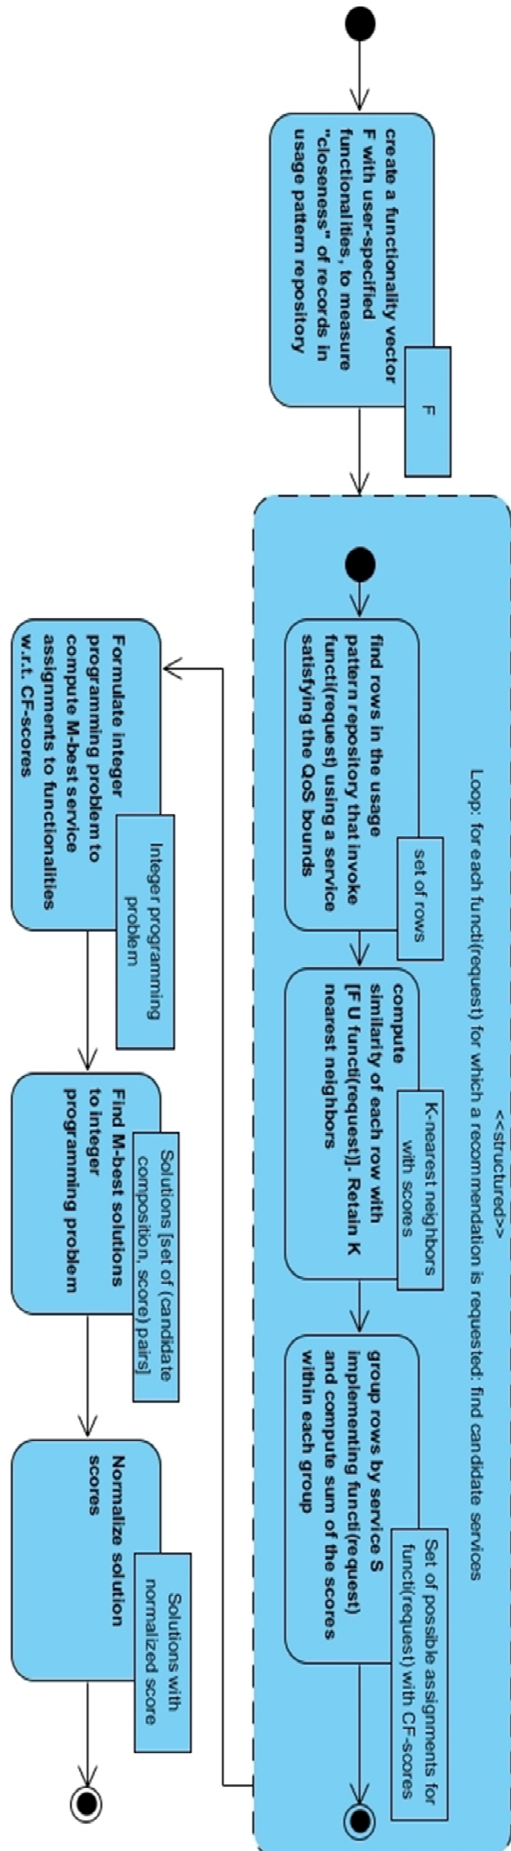 create a functionality vector
F with user-specified
functionalities, to measure
"closeness" of records in
usage pattern repository
F
<<structured>>
Loop: for each functi(request) for which a recommendation is requested: find candidate services
find rows in the usage
pattern repository that invoke
functi(request) using a service
satisfying the QoS bounds
set of rows
compute
similarity of each row with
[F U functi(request)]. Retain K
nearest neighbors
K-nearest neighbors
with scores
group rows by service S
implementing functi(request)
and compute sum of the scores
within each group
Set of possible assignments for
functi(request) with CF-scores
Formulate integer
programming problem to
compute M-best service
assignments to functionalities
w.r.t. CF-scores
Integer programming
problem
Find M-best solutions
to integer
programming problem
Solutions [set of (candidate
composition, score) pairs]
Normalize solution
scores
Solutions with
normalized score